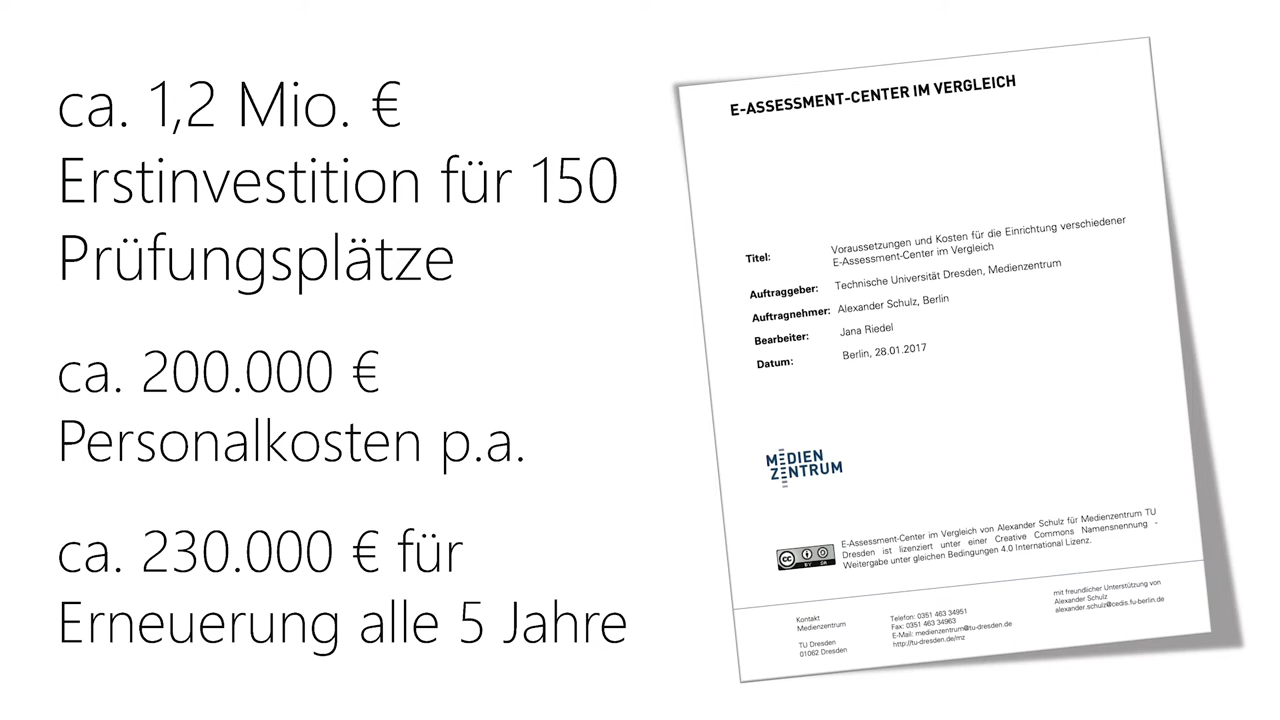 ca. 1,2 Mio. €
Erstinvestition für 150
Prüfungsplätze
ca. 200.000 €
Personalkosten p.a.
ca. 230.000 € für
Erneuerung alle 5 Jahre
E-ASSESSMENT-CENTER IM VERGLEICH
Titel: Voraussetzungen und Kosten für die Einrichtung verschiedener
E-Assessment-Center im Vergleich
Auftraggeber: Technische Universität Dresden, Medienzentrum
Auftragnehmer: Alexander Schulz, Berlin
Bearbeiter: Jana Riedel
Datum: Berlin, 28.01.2017
MEDIEN
ZENTRUM
cc BY SA
E-Assessment-Center im Vergleich von Alexander Schulz für Medienzentrum TU
Dresden ist lizenziert unter einer Creative Commons Namensnennung -
Weitergabe unter gleichen Bedingungen 4.0 International Lizenz.
Kontakt
Medienzentrum
TU Dresden
01062 Dresden
Telefon: 0351 463 34951
Fax: 0351 463 34963
E-Mail: medienzentrum@tu-dresden.de
http://tu-dresden.de/mz
mit freundlicher Unterstützung von
Alexander Schulz
alexander.schulz@cedis.fu-berlin.de